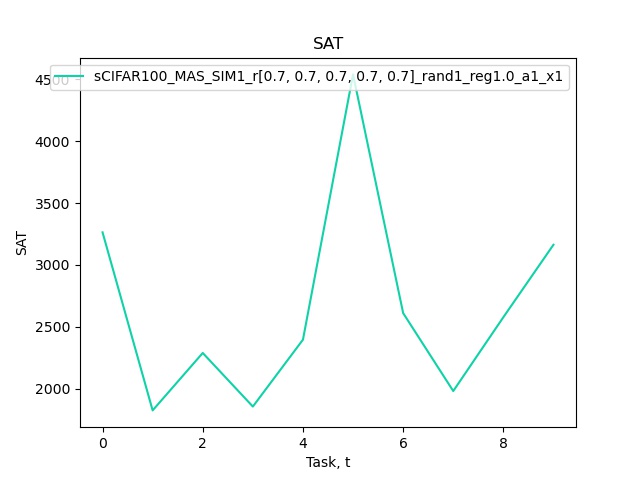 SAT
sCIFAR100_MAS_SIM1_r[0.7, 0.7, 0.7, 0.7, 0.7]_rand1_reg1.0_a1_x1
4500
4000
3500
3000
2500
2000
SAT
0 2 4 6 8
Task, t